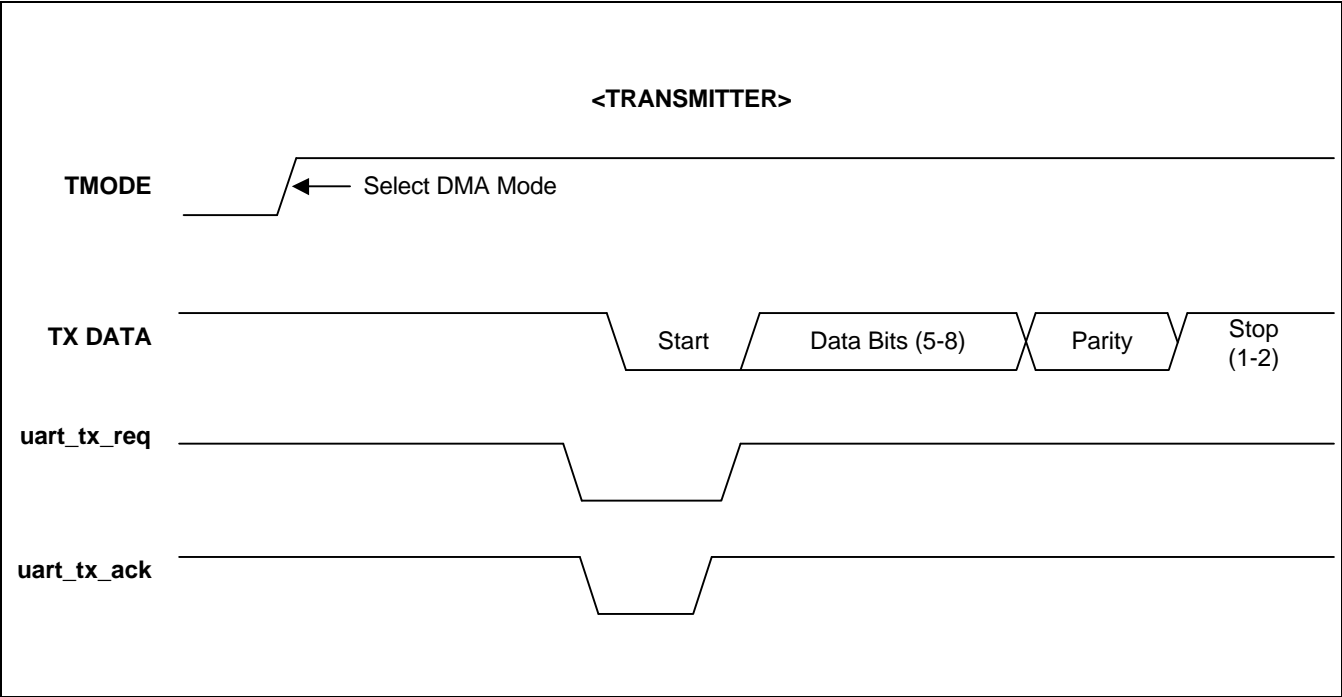 <TRANSMITTER>
TMODE
Select DMA Mode
TX DATA
Start
Data Bits (5-8)
Parity
Stop
(1-2)
uart_tx_req
uart_tx_ack